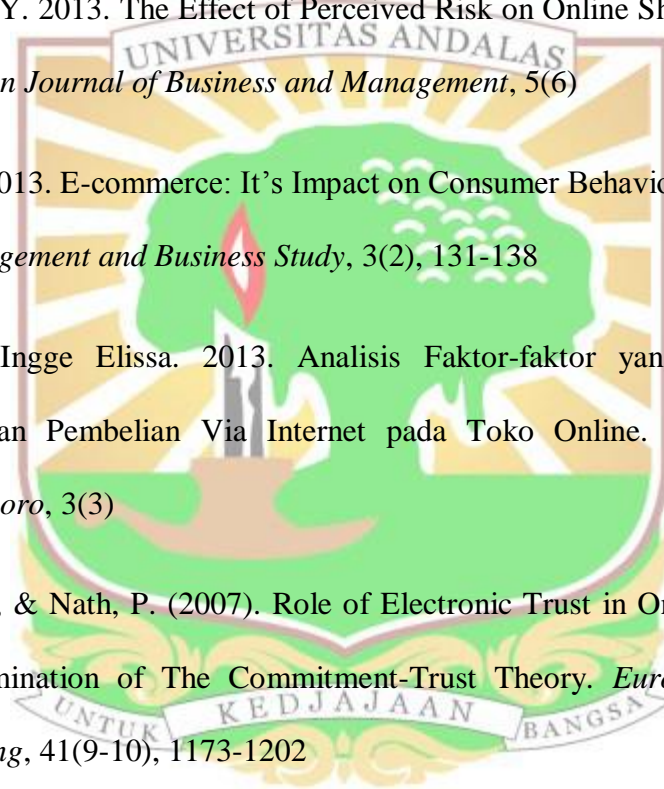 Y. 2013. The Effect of Perceived Risk on Online Sh
UNIVERSITAS ANDALAS
n Journal of Business and Management, 5(6)
013. E-commerce: It’s Impact on Consumer Behavio
gement and Business Study, 3(2), 131-138
Ingge Elissa. 2013. Analisis Faktor-faktor yan
an Pembelian Via Internet pada Toko Online.
oro, 3(3)
, & Nath, P. (2007). Role of Electronic Trust in On
mination of The Commitment-Trust Theory. Euro
UNTUK KEDJAJAAN BANGSA
ng, 41(9-10), 1173-1202